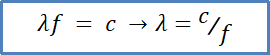 λf = c → λ = c/f